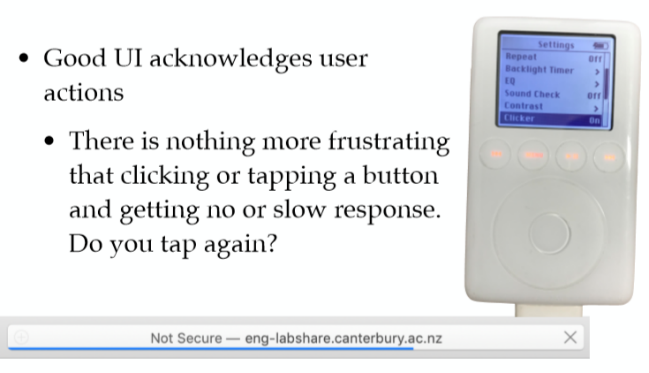 • Good UI acknowledges user
actions
• There is nothing more frustrating
that clicking or tapping a button
and getting no or slow response.
Do you tap again?
Settings
Repeat Off
Backlight Timer >
EQ >
Sound Check Off
Contrast >
Clicker On
Not Secure — eng-labshare.canterbury.ac.nz